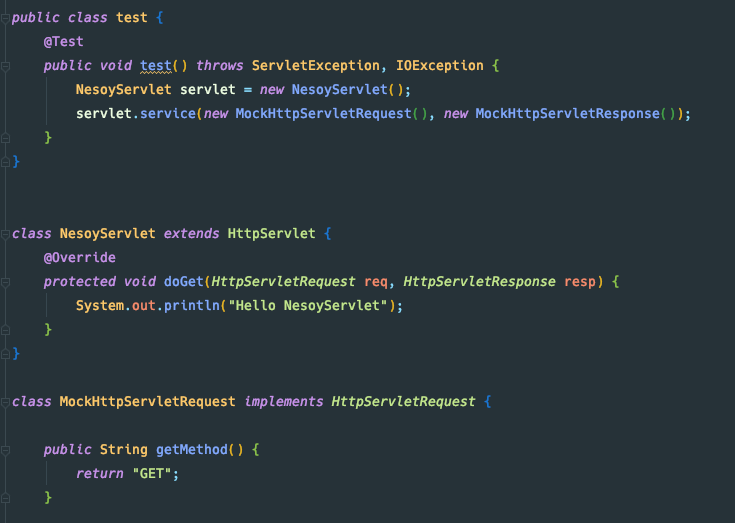 public class test {
@Test
public void test() throws ServletException, IOException {
NesoyServlet servlet = new NesoyServlet();
servlet.service(new MockHttpServletRequest(), new MockHttpServletResponse());
}
}
class NesoyServlet extends HttpServlet {
@Override
protected void doGet(HttpServletRequest req, HttpServletResponse resp) {
System.out.println("Hello NesoyServlet");
}
}
class MockHttpServletRequest implements HttpServletRequest {
public String getMethod() {
return "GET";
}